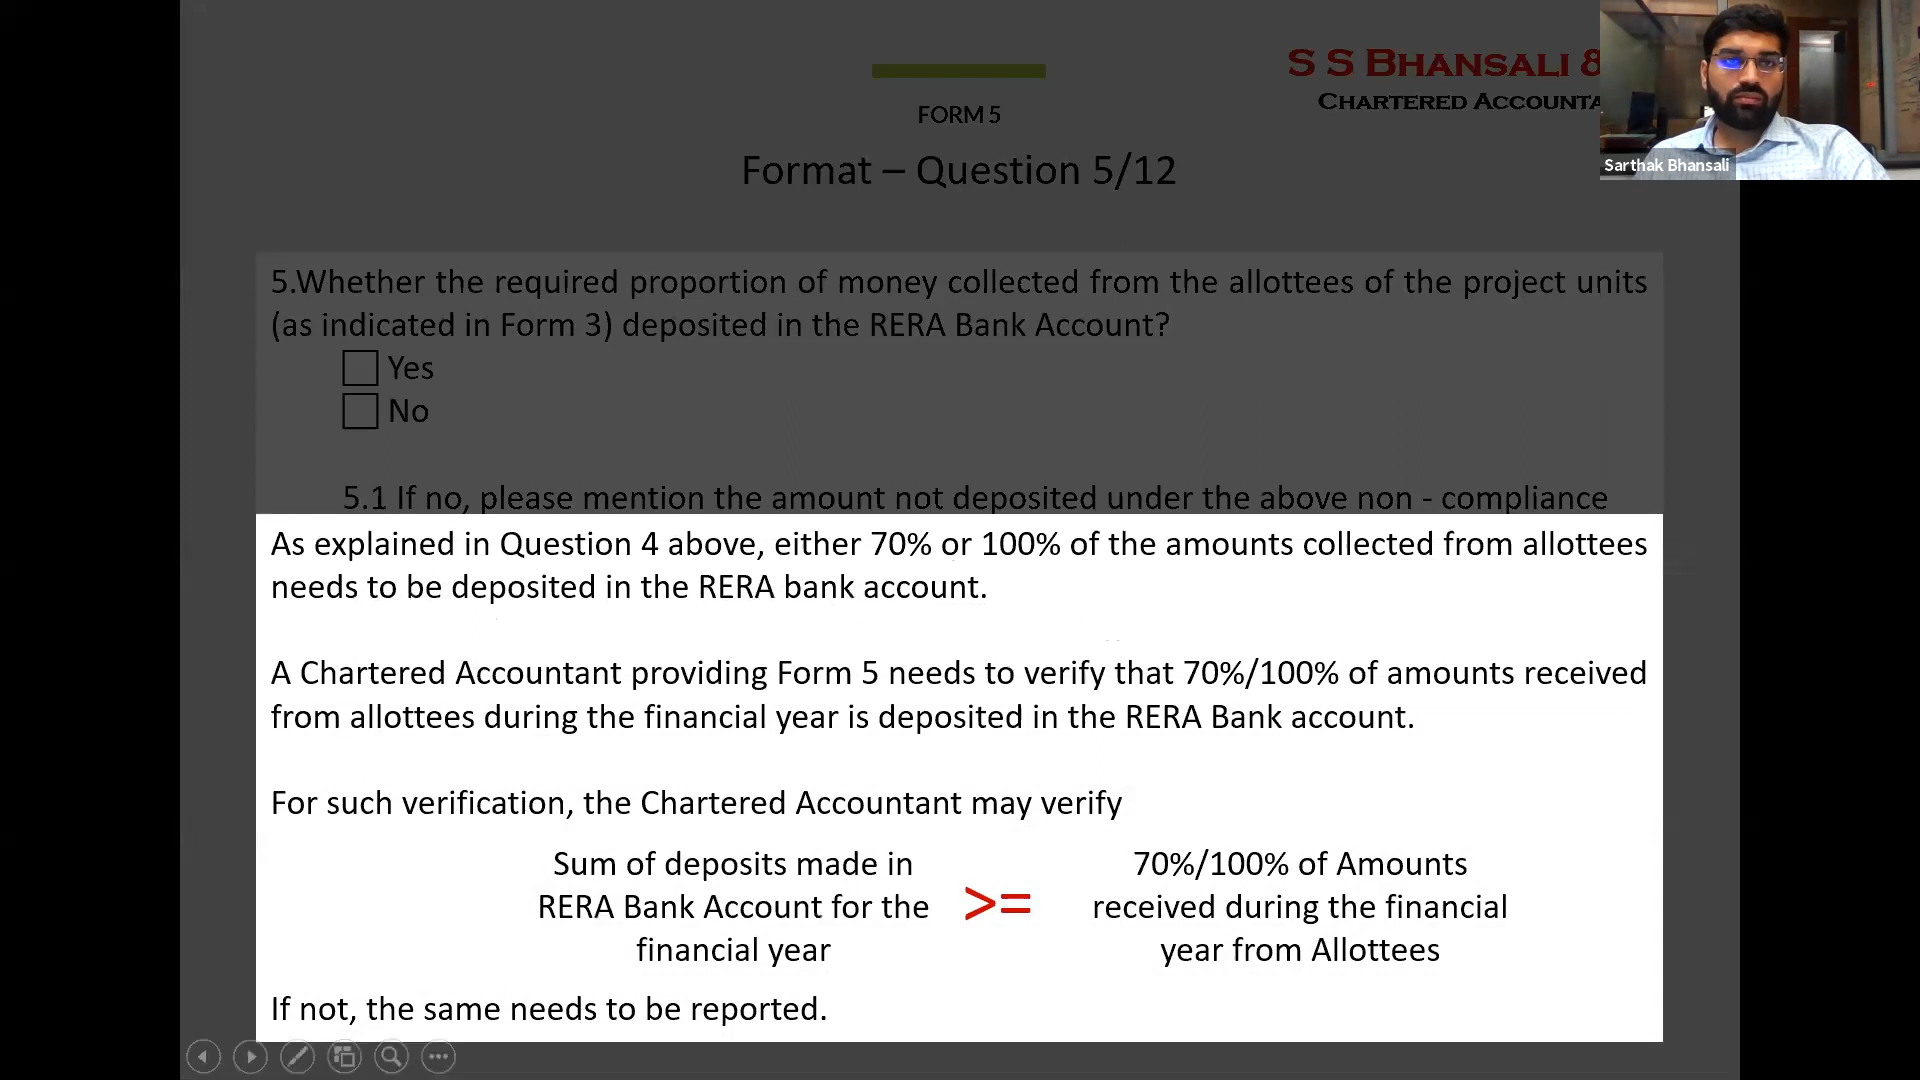 S S BHANSALI &
CHARTERED ACCOUNTA
FORM 5
Format – Question 5/12
Sarthak Bhansali
5.Whether the required proportion of money collected from the allottees of the project units
(as indicated in Form 3) deposited in the RERA Bank Account?
Yes
No
5.1 If no, please mention the amount not deposited under the above non - compliance
As explained in Question 4 above, either 70% or 100% of the amounts collected from allottees
needs to be deposited in the RERA bank account.
A Chartered Accountant providing Form 5 needs to verify that 70%/100% of amounts received
from allottees during the financial year is deposited in the RERA Bank account.
For such verification, the Chartered Accountant may verify
Sum of deposits made in
RERA Bank Account for the
financial year
>=
70%/100% of Amounts
received during the financial
year from Allottees
If not, the same needs to be reported.